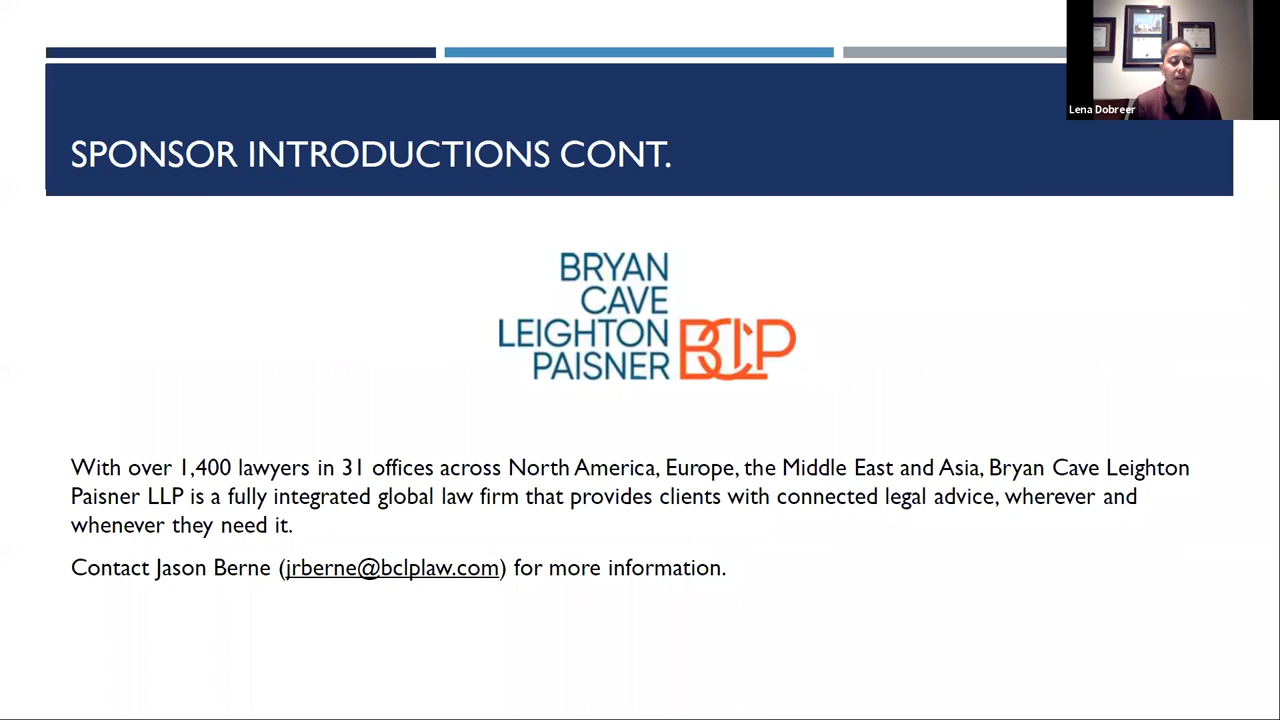 Lena Dobreer
SPONSOR INTRODUCTIONS CONT.
BRYAN
CAVE
LEIGHTON
PAISNER BCLP
With over 1,400 lawyers in 31 offices across North America, Europe, the Middle East and Asia, Bryan Cave Leighton
Paisner LLP is a fully integrated global law firm that provides clients with connected legal advice, wherever and
whenever they need it.
Contact Jason Berne (jrberne@bclplaw.com) for more information.